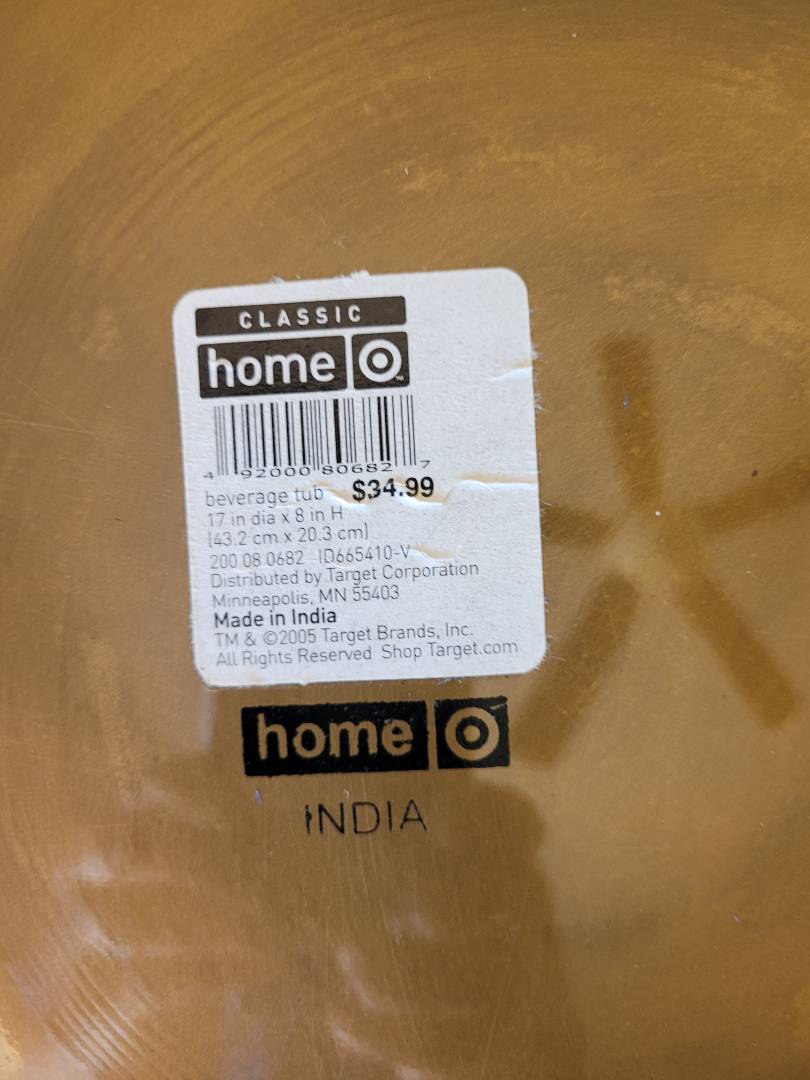 CLASSIC
home
4 92000 80682 7
beverage tub $34.99
17 in dia x 8 in H
(43.2 cm x 20.3 cm)
200 08 0682 ID665410-V
Distributed by Target Corporation
Minneapolis, MN 55403
Made in India
TM & ©2005 Target Brands, Inc.
All Rights Reserved Shop Target.com
home
INDIA